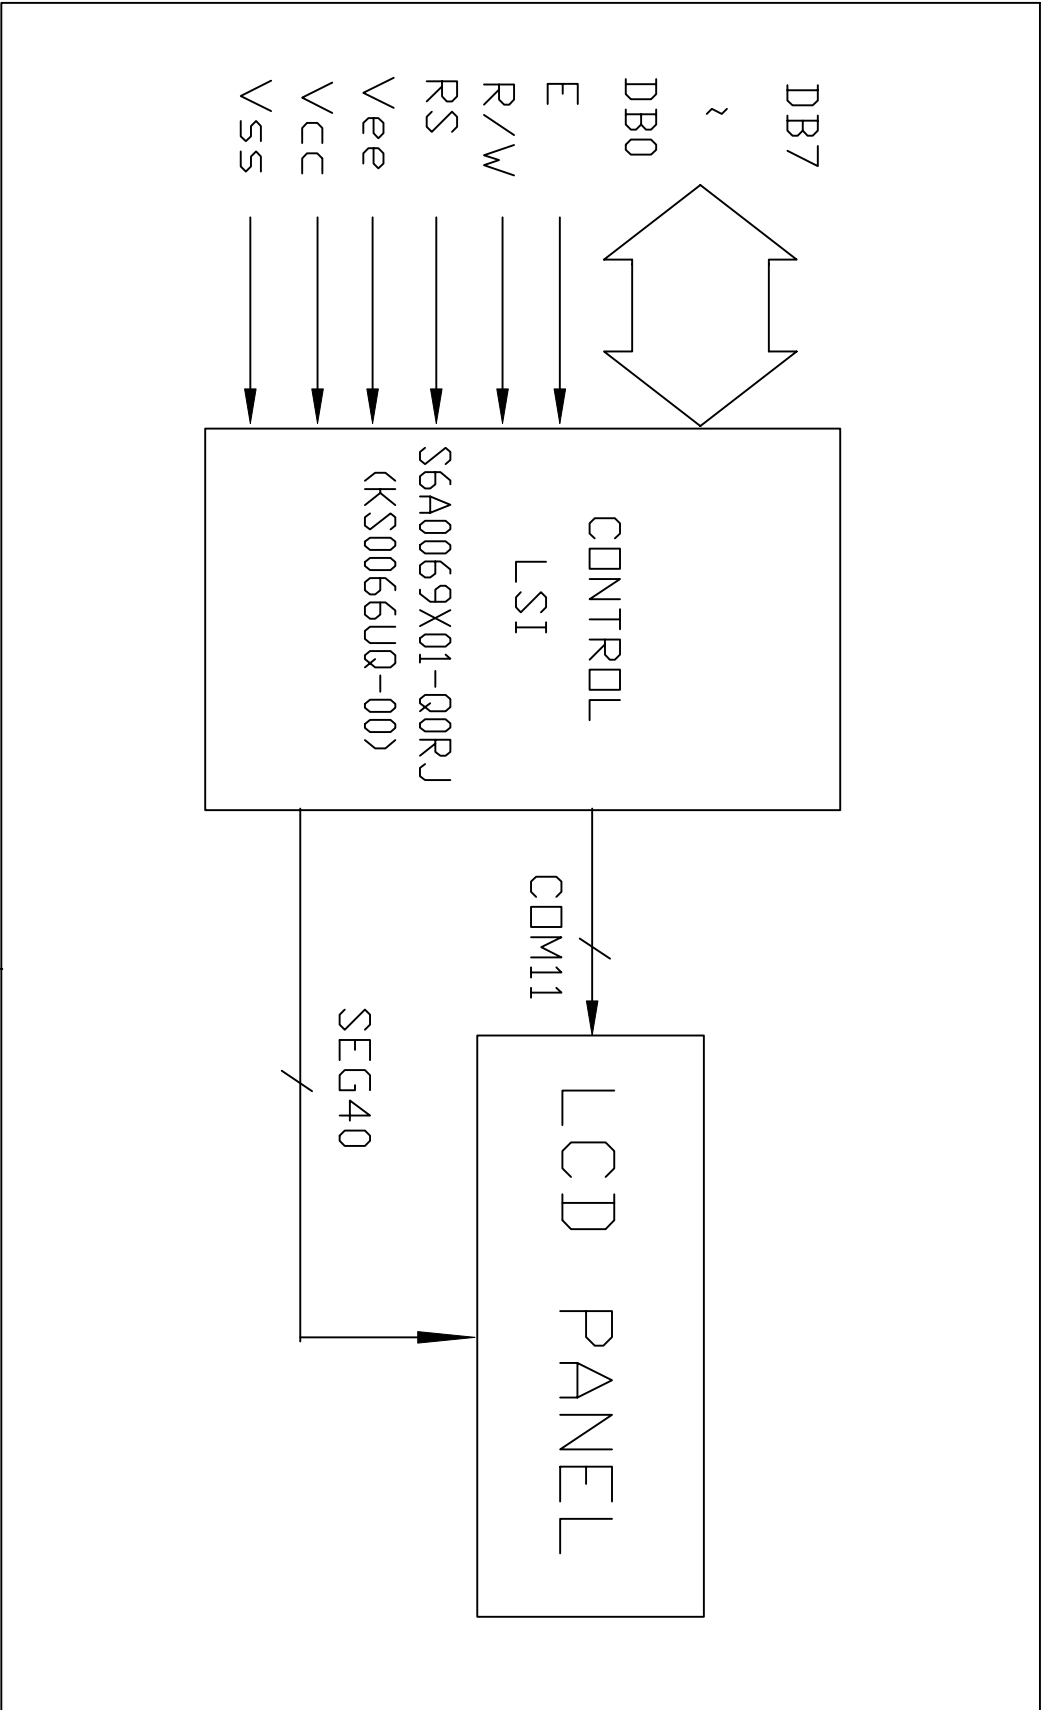 DB7
~
DB0
E
R/W
RS
Vee
Vcc
Vss
CONTROL
LSI
S6A0069X01-Q0RJ
(KS0066UQ-00)
COM11
SEG40
LCD PANEL